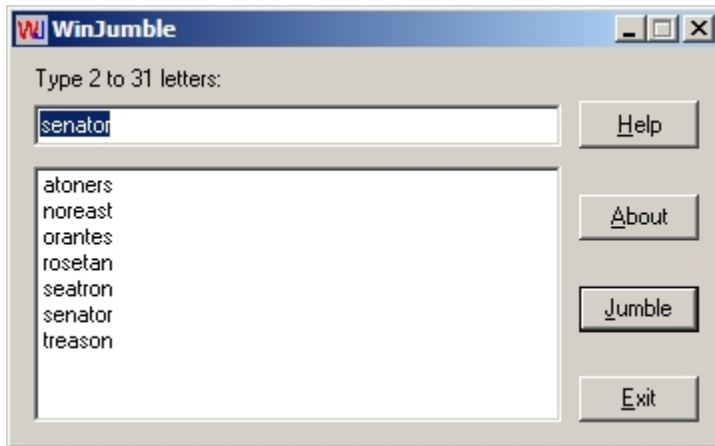 WinJumble
Type 2 to 31 letters:
senator
Help
atoners
noreast
orantes
rosetan
seatron
senator
treason
About
Jumble
Exit